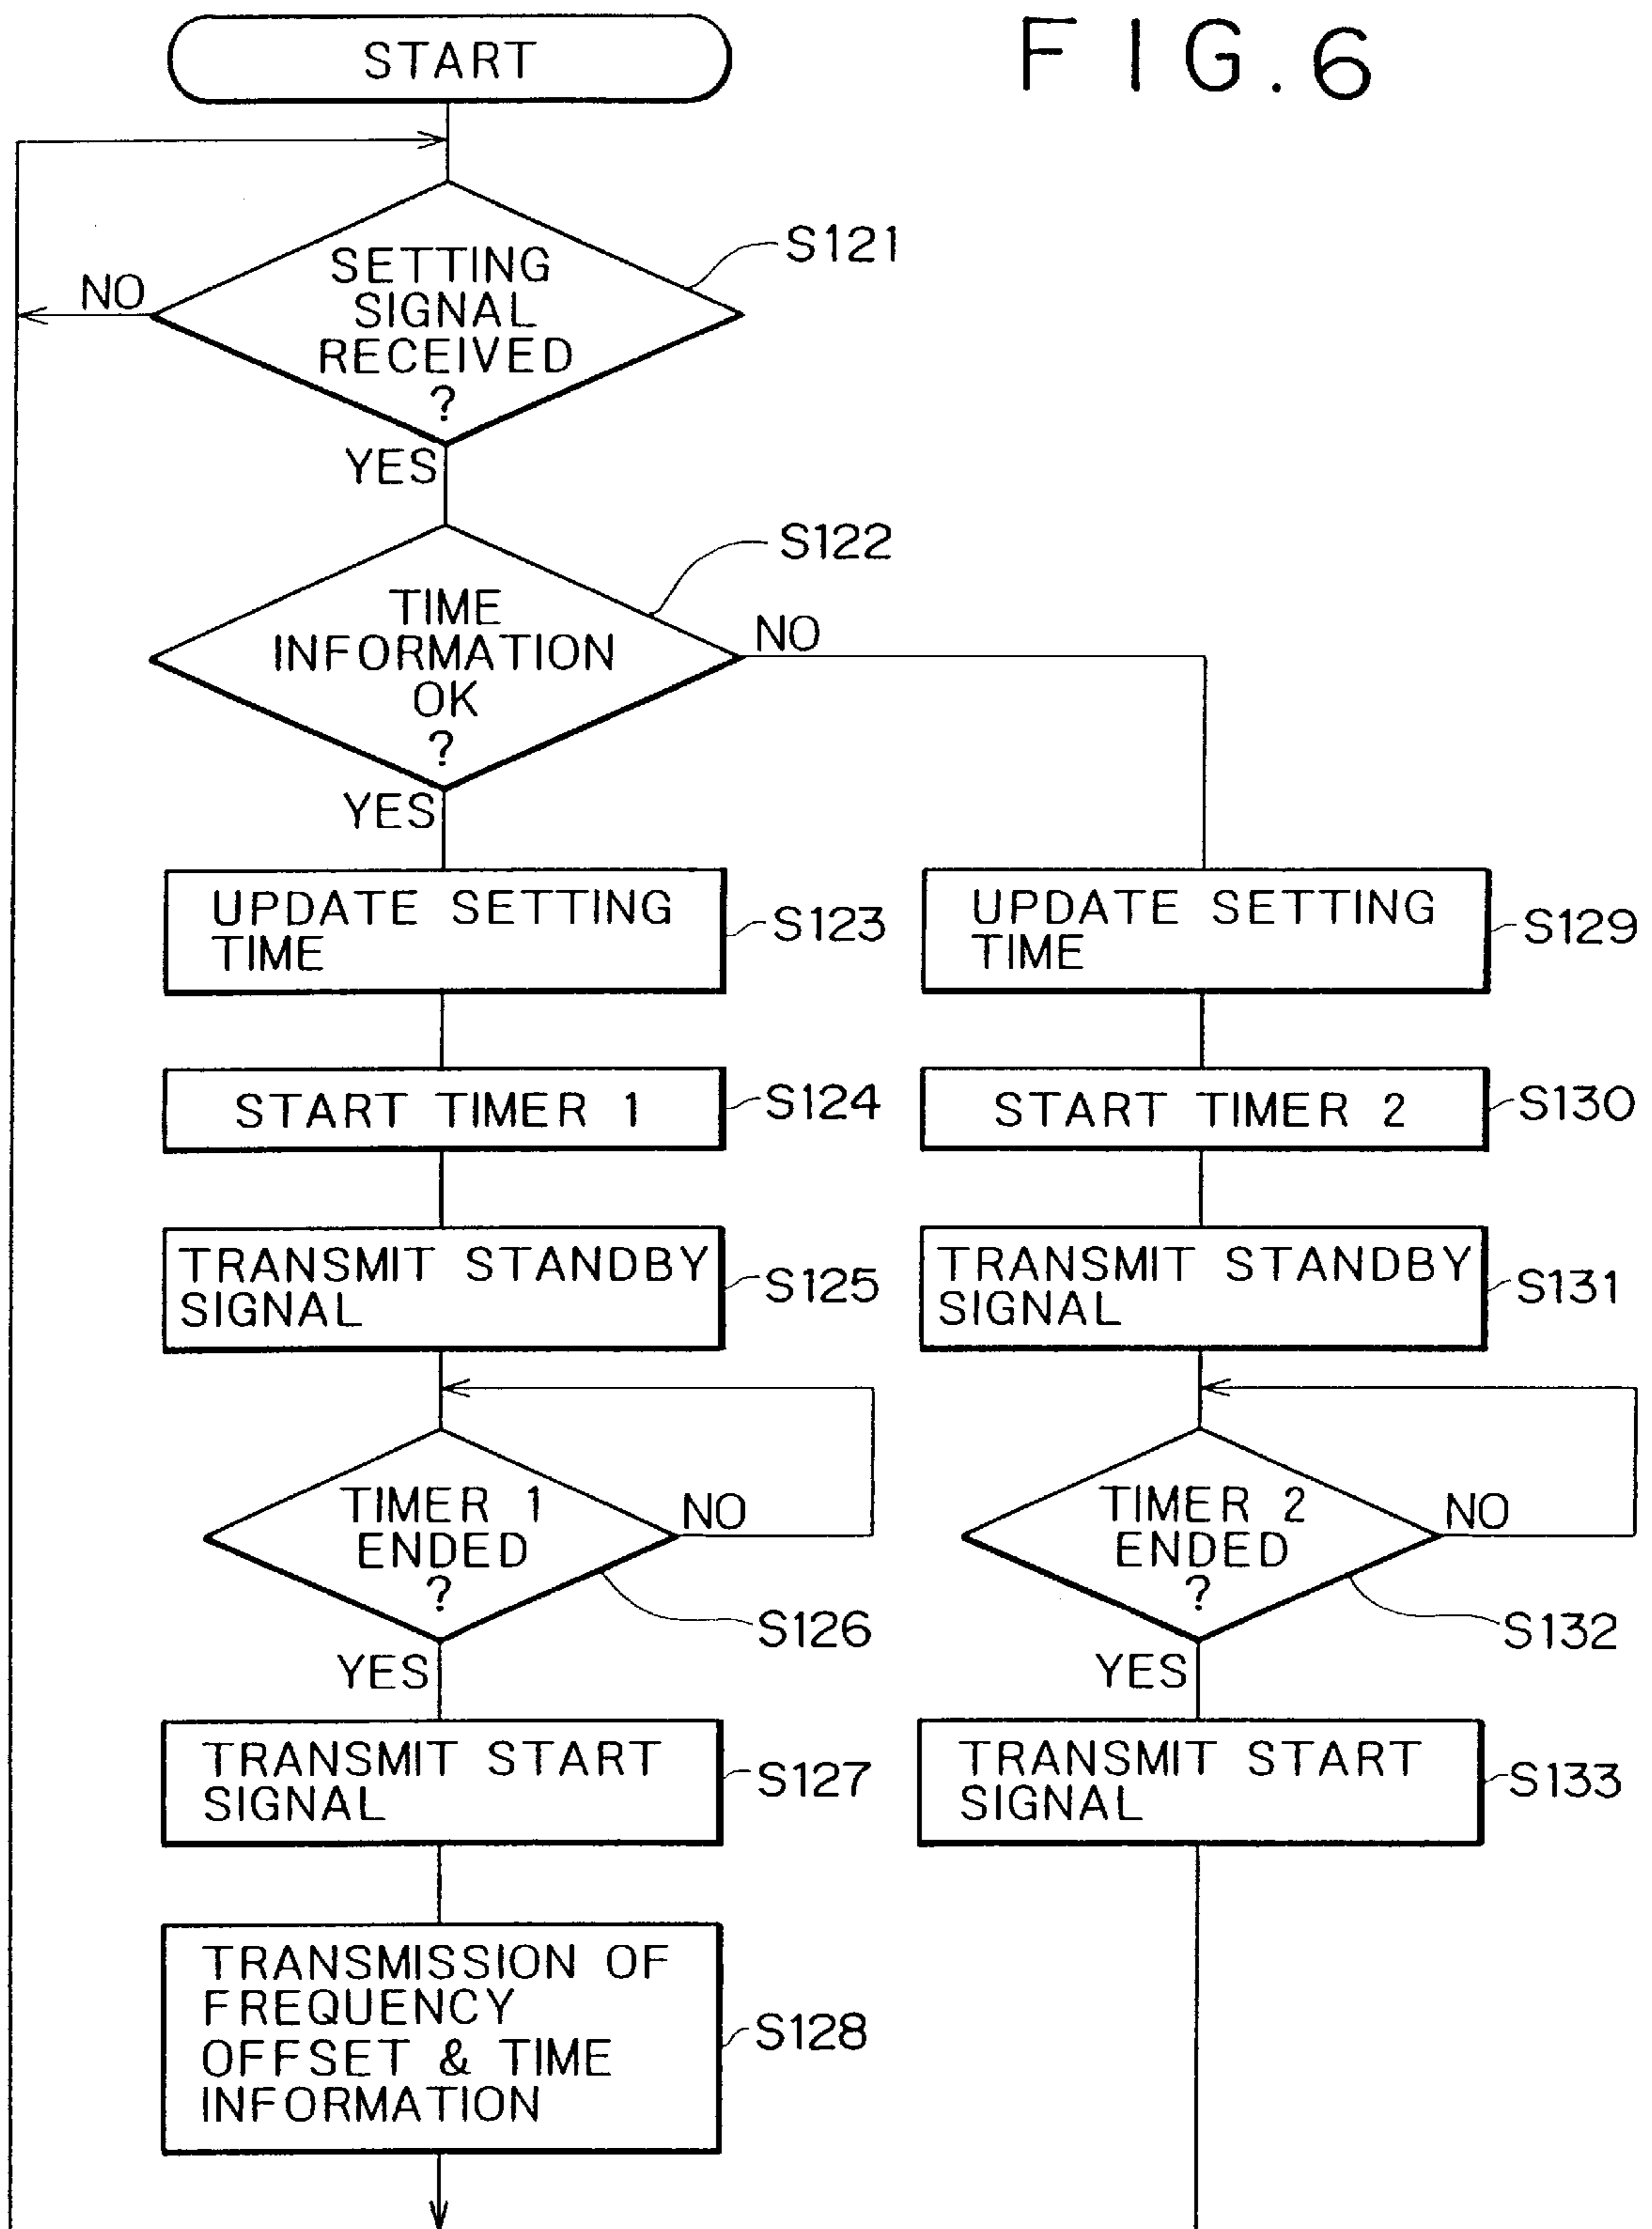 FIG.6
START
SETTING
SIGNAL
RECEIVED
?
S121
NO
YES
TIME
INFORMATION
OK
?
S122
NO
YES
UPDATE SETTING
TIME
S123
START TIMER 1
S124
TRANSMIT STANDBY
SIGNAL
S125
TIMER 1
ENDED
?
NO
S126
YES
TRANSMIT START
SIGNAL
S127
TRANSMISSION OF
FREQUENCY
OFFSET & TIME
INFORMATION
S128
UPDATE SETTING
TIME
S129
START TIMER 2
S130
TRANSMIT STANDBY
SIGNAL
S131
TIMER 2
ENDED
?
NO
S132
YES
TRANSMIT START
SIGNAL
S133